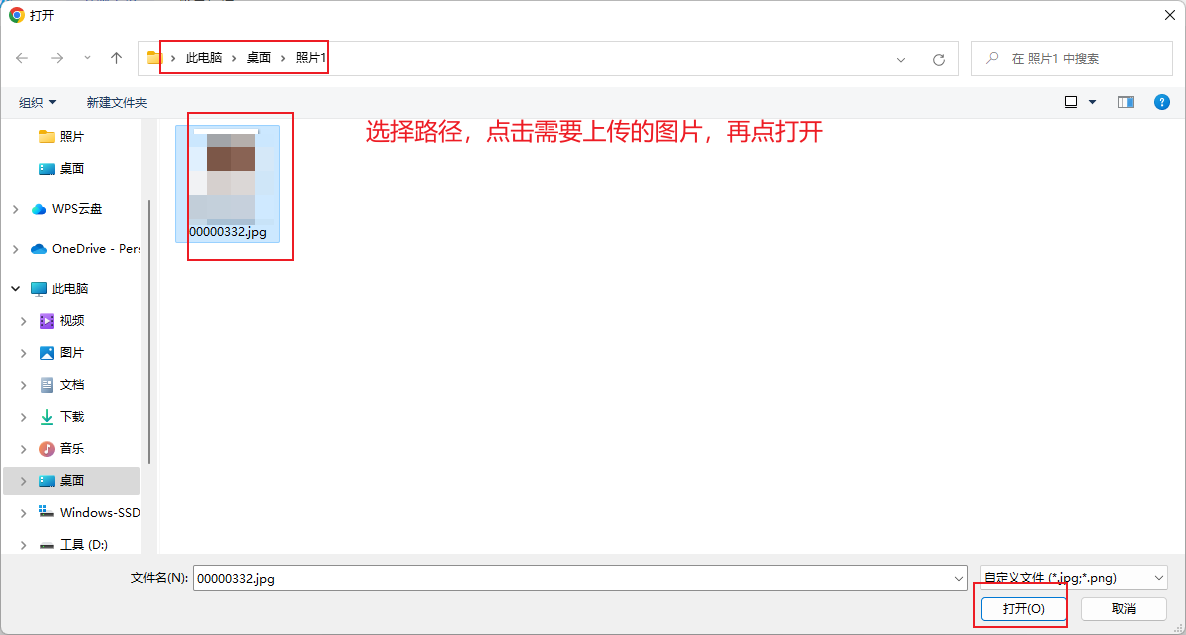 打开
此电脑 › 桌面 › 照片1
在 照片1 中搜索
组织 新建文件夹
选择路径，点击需要上传的图片，再点打开
照片
桌面
WPS云盘
OneDrive - Pers
此电脑
视频
图片
文档
下载
音乐
桌面
Windows-SSD
工具 (D:)
00000332.jpg
文件名(N): 00000332.jpg
自定义文件 (*.jpg;*.png)
打开(O) 取消